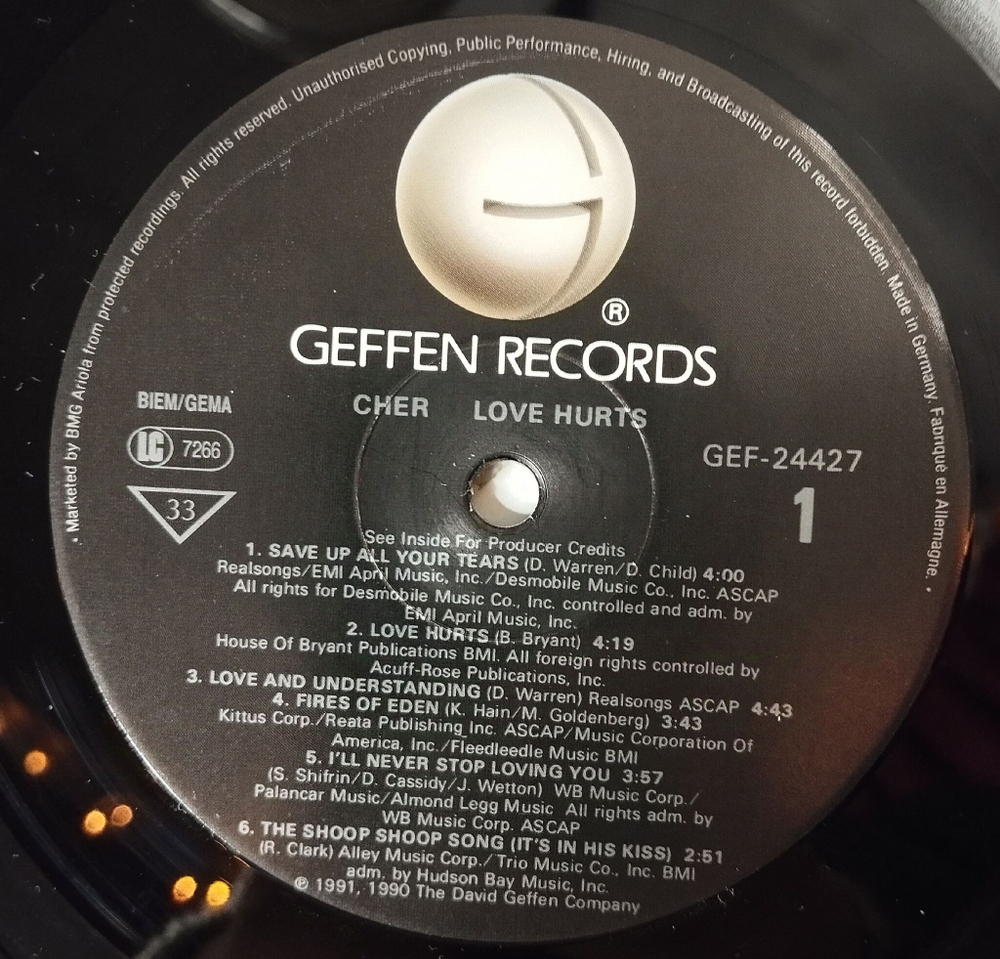 • Marketed by BMG Ariola from protected recordings. All rights reserved. Unauthorised Copying, Public Performance, Hiring, and Broadcasting of this record forbidden. Made in Germany. Fabriqué en Allemagne. •
®
GEFFEN RECORDS
CHER LOVE HURTS
BIEM/GEMA
LC 7266
33
GEF-24427
1
See Inside For Producer Credits
1. SAVE UP ALL YOUR TEARS (D. Warren/D. Child) 4:00
Realsongs/EMI April Music, Inc./Desmobile Music Co., Inc. ASCAP
All rights for Desmobile Music Co., Inc. controlled and adm. by
EMI April Music, Inc.
2. LOVE HURTS (B. Bryant) 4:19
House Of Bryant Publications BMI. All foreign rights controlled by
Acuff-Rose Publications, Inc.
3. LOVE AND UNDERSTANDING (D. Warren) Realsongs ASCAP 4:43
4. FIRES OF EDEN (K. Hain/M. Goldenberg) 3:43
Kittus Corp./Reata Publishing Inc. ASCAP/Music Corporation Of
America, Inc./Fleedleedle Music BMI
5. I'LL NEVER STOP LOVING YOU 3:57
(S. Shifrin/D. Cassidy/J. Wetton) WB Music Corp./
Palancar Music/Almond Legg Music All rights adm. by
WB Music Corp. ASCAP
6. THE SHOOP SHOOP SONG (IT'S IN HIS KISS) 2:51
(R. Clark) Alley Music Corp./Trio Music Co., Inc. BMI
adm. by Hudson Bay Music, Inc.
℗ 1991, 1990 The David Geffen Company